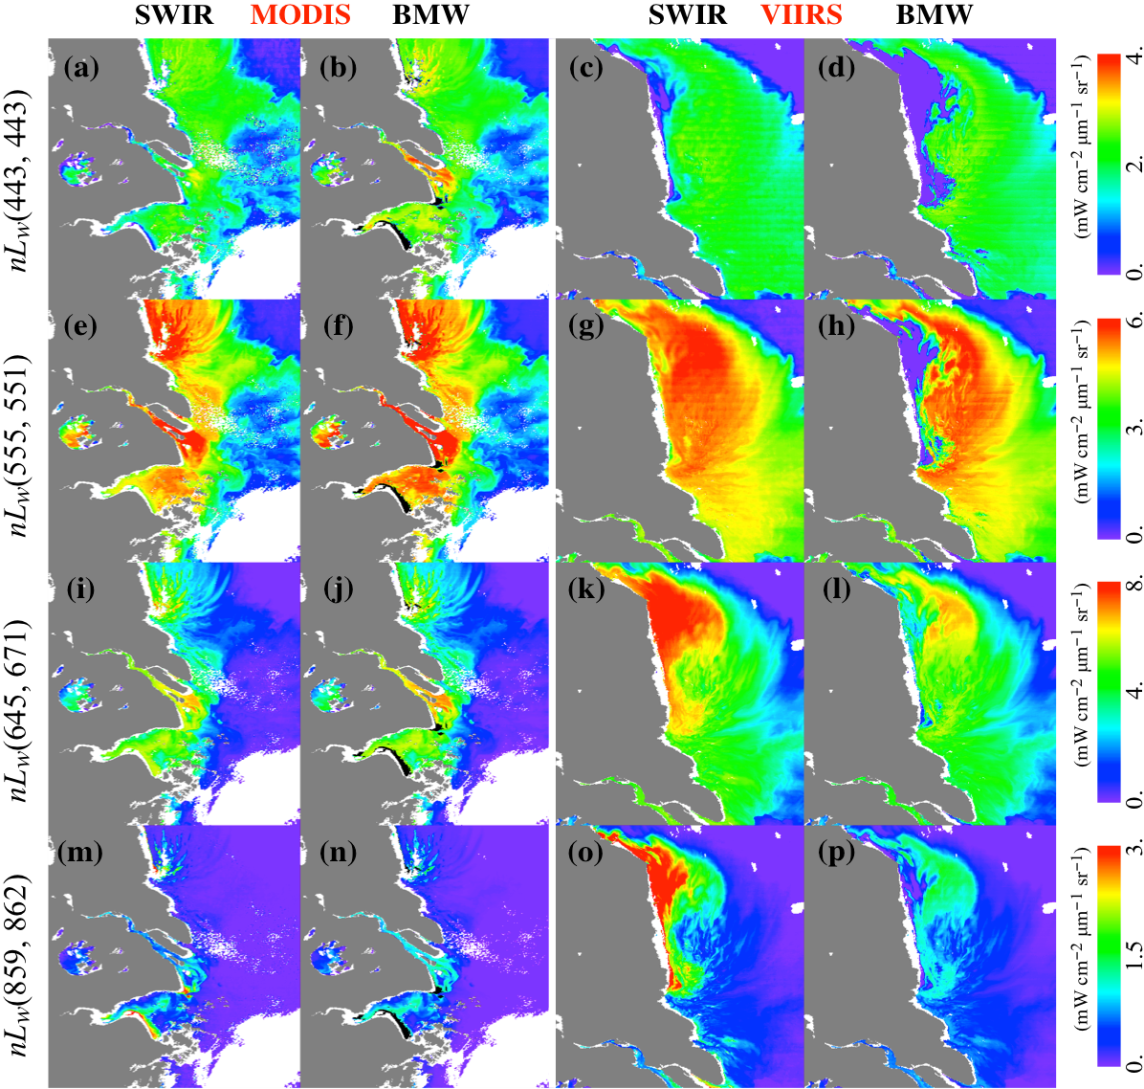 SWIR MODIS BMW SWIR VIIRS BMW
nLw(443, 443)
(a) (b) (c) (d)
4.
2.
0.
(mW cm−2 μm−1 sr−1)
nLw(555, 551)
(e) (f) (g) (h)
6.
3.
0.
(mW cm−2 μm−1 sr−1)
nLw(645, 671)
(i) (j) (k) (l)
8.
4.
0.
(mW cm−2 μm−1 sr−1)
nLw(859, 862)
(m) (n) (o) (p)
3.
1.5
0.
(mW cm−2 μm−1 sr−1)